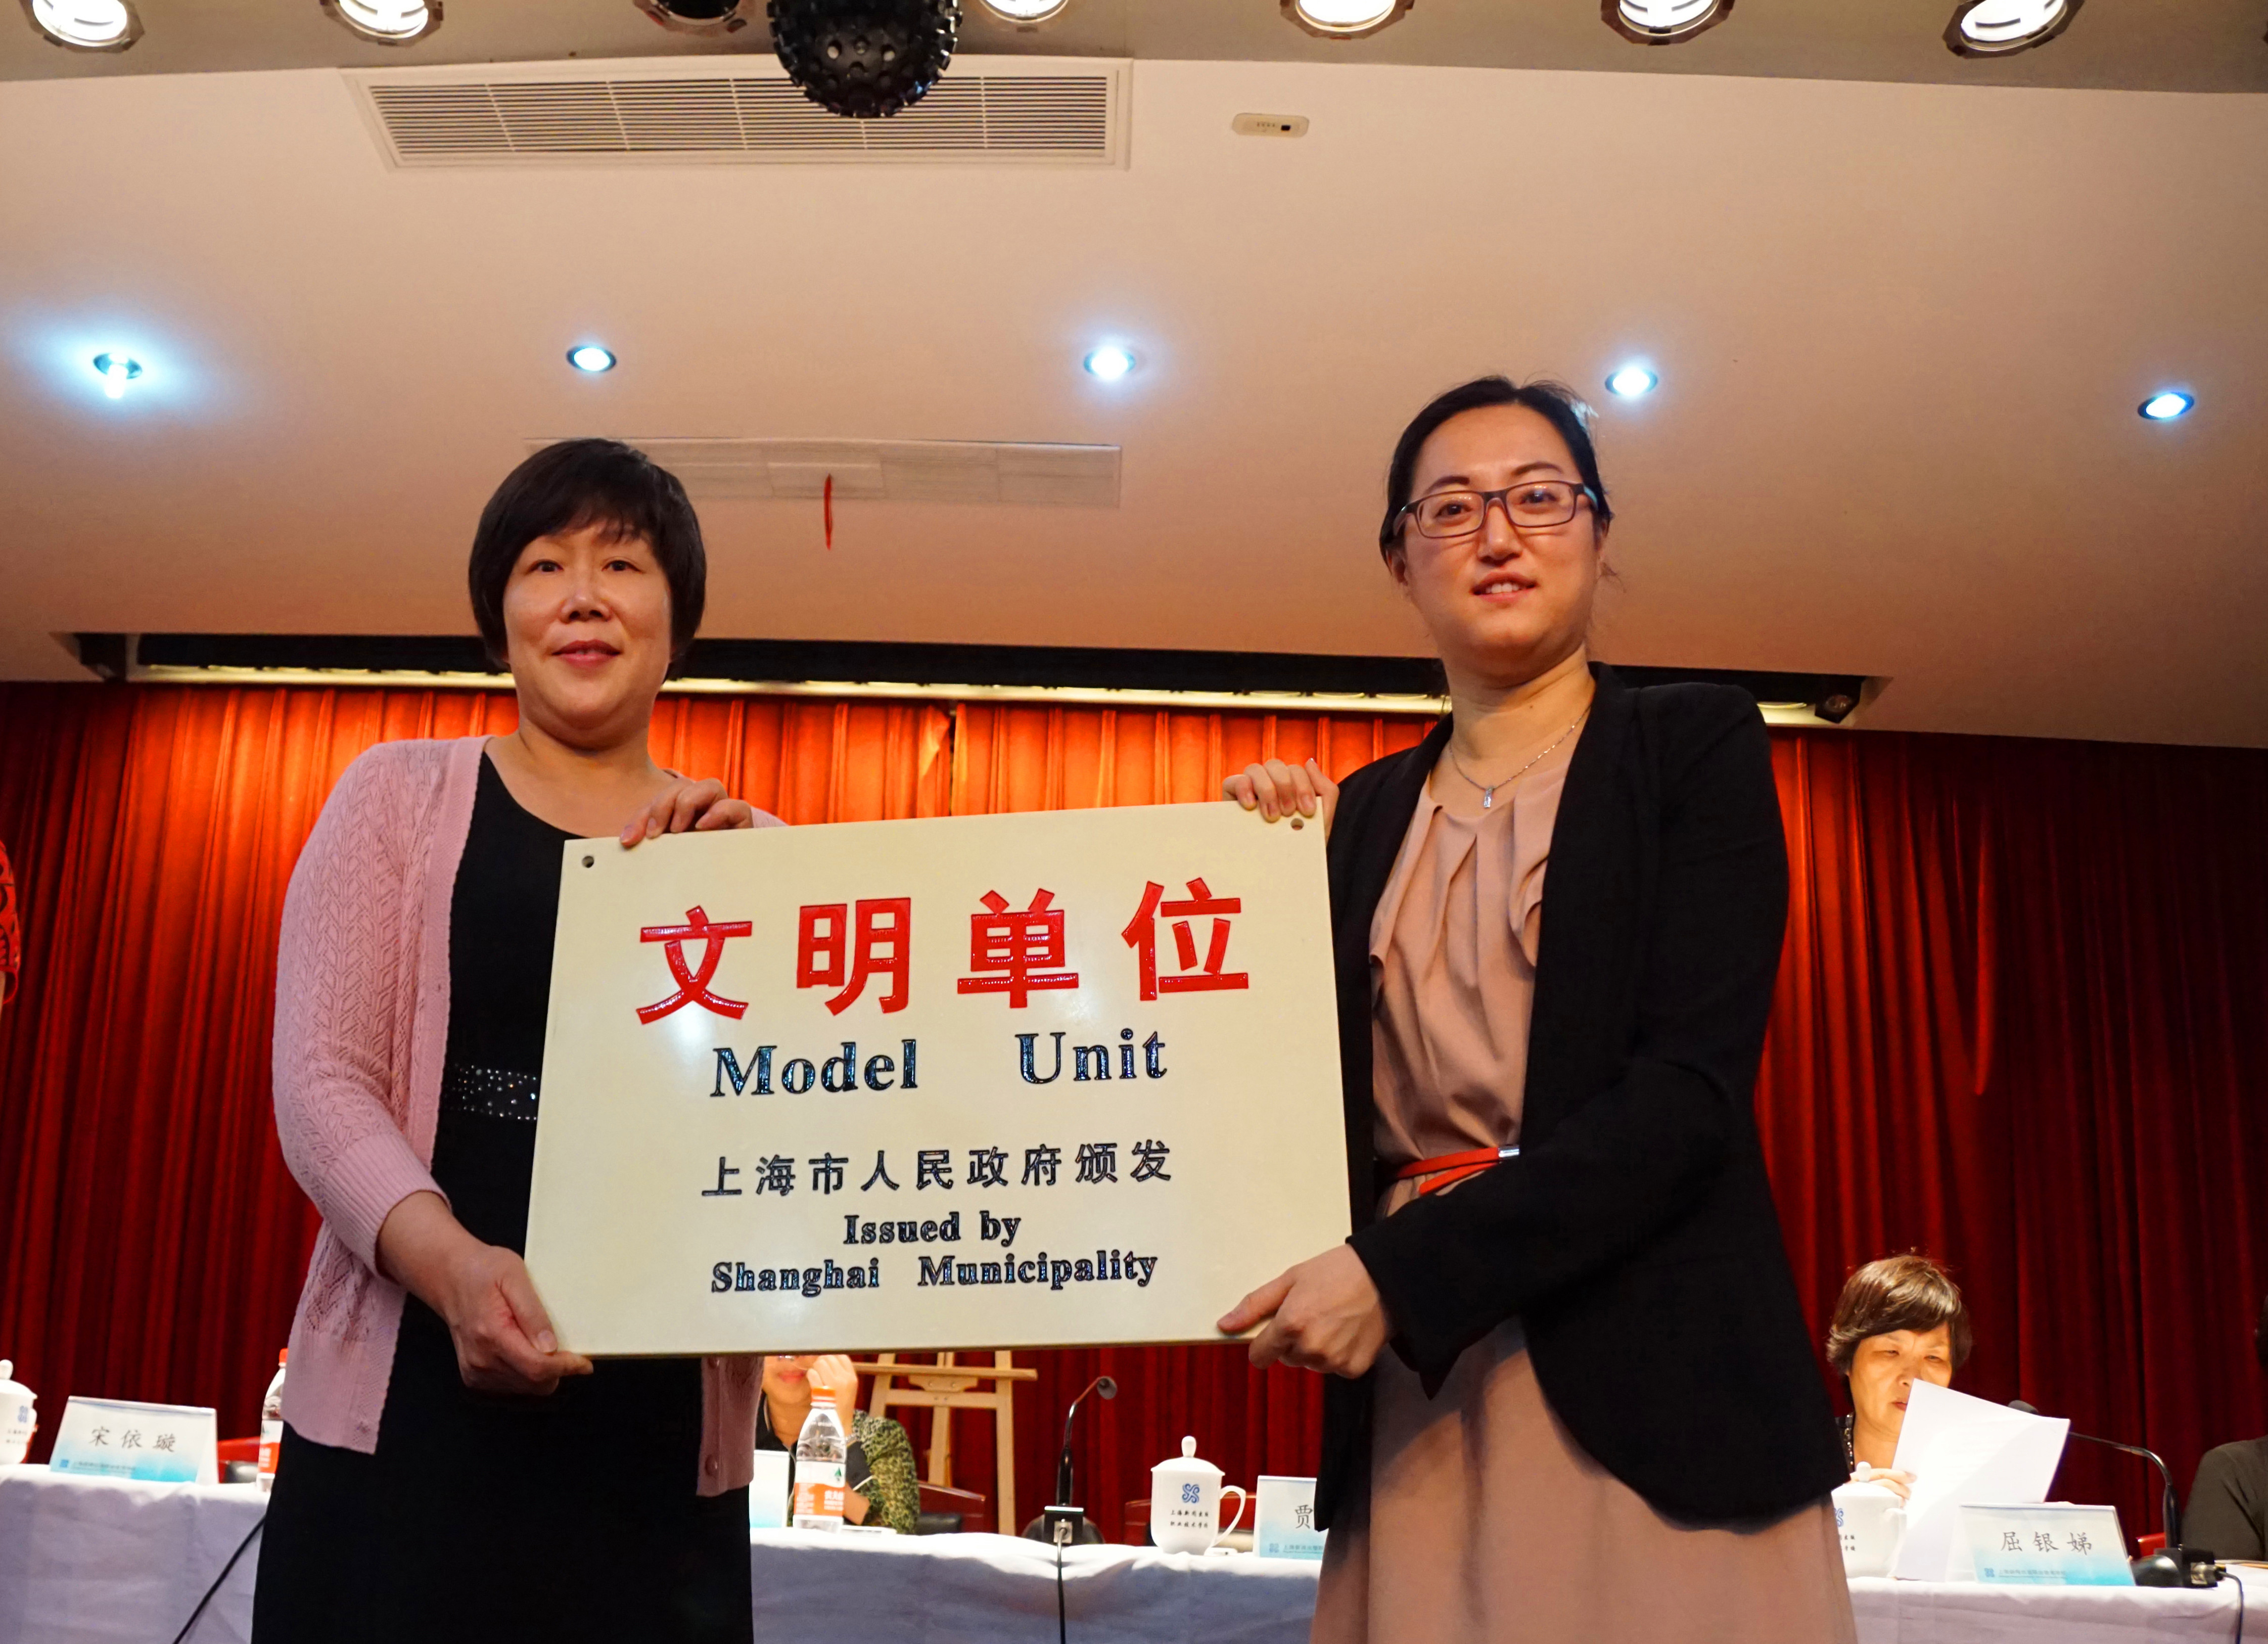 文明单位
Model Unit
上海市人民政府颁发
Issued by
Shanghai Municipality
宋依璇
贾
屈银娣